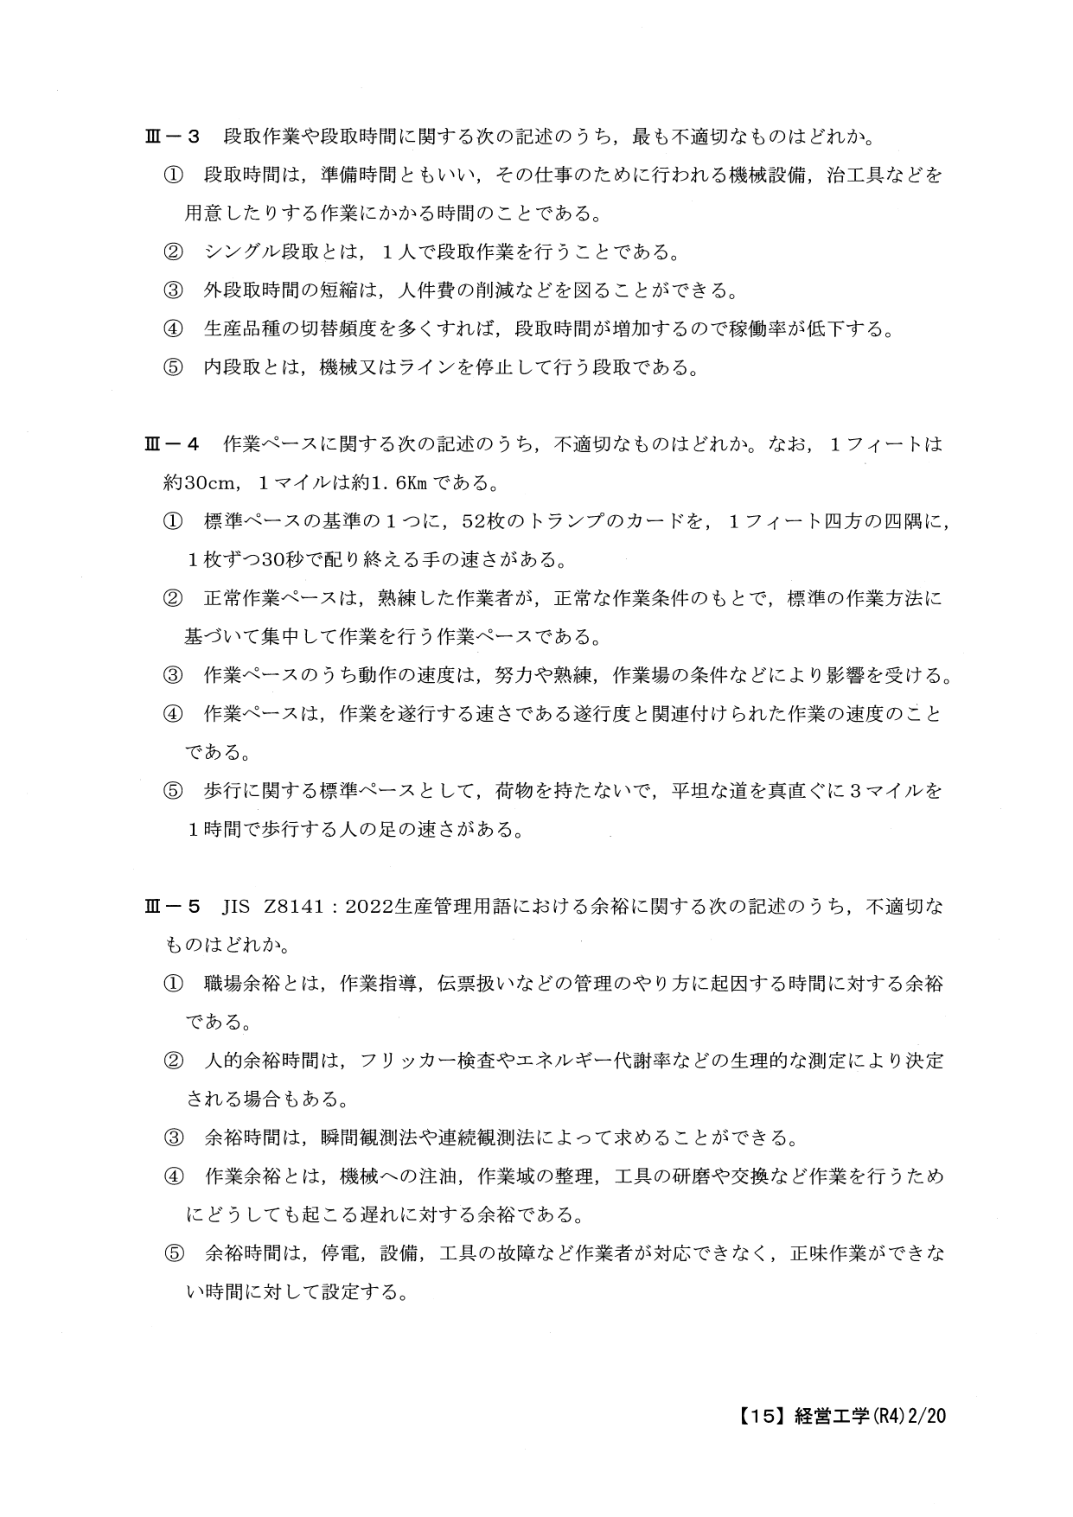 Ⅲ－３　段取作業や段取時間に関する次の記述のうち，最も不適切なものはどれか。
①　段取時間は，準備時間ともいい，その仕事のために行われる機械設備，治工具などを
用意したりする作業にかかる時間のことである。
②　シングル段取とは，１人で段取作業を行うことである。
③　外段取時間の短縮は，人件費の削減などを図ることができる。
④　生産品種の切替頻度を多くすれば，段取時間が増加するので稼働率が低下する。
⑤　内段取とは，機械又はラインを停止して行う段取である。
Ⅲ－４　作業ペースに関する次の記述のうち，不適切なものはどれか。なお，１フィートは
約30cm，１マイルは約1.6Kmである。
①　標準ペースの基準の１つに，52枚のトランプのカードを，１フィート四方の四隅に，
１枚ずつ30秒で配り終える手の速さがある。
②　正常作業ペースは，熟練した作業者が，正常な作業条件のもとで，標準の作業方法に
基づいて集中して作業を行う作業ペースである。
③　作業ペースのうち動作の速度は，努力や熟練，作業場の条件などにより影響を受ける。
④　作業ペースは，作業を遂行する速さである遂行度と関連付けられた作業の速度のこと
である。
⑤　歩行に関する標準ペースとして，荷物を持たないで，平坦な道を真直ぐに３マイルを
１時間で歩行する人の足の速さがある。
Ⅲ－５　JIS Z8141：2022生産管理用語における余裕に関する次の記述のうち，不適切な
ものはどれか。
①　職場余裕とは，作業指導，伝票扱いなどの管理のやり方に起因する時間に対する余裕
である。
②　人的余裕時間は，フリッカー検査やエネルギー代謝率などの生理的な測定により決定
される場合もある。
③　余裕時間は，瞬間観測法や連続観測法によって求めることができる。
④　作業余裕とは，機械への注油，作業域の整理，工具の研磨や交換など作業を行うため
にどうしても起こる遅れに対する余裕である。
⑤　余裕時間は，停電，設備，工具の故障など作業者が対応できなく，正味作業ができな
い時間に対して設定する。
【15】経営工学(R4)2/20